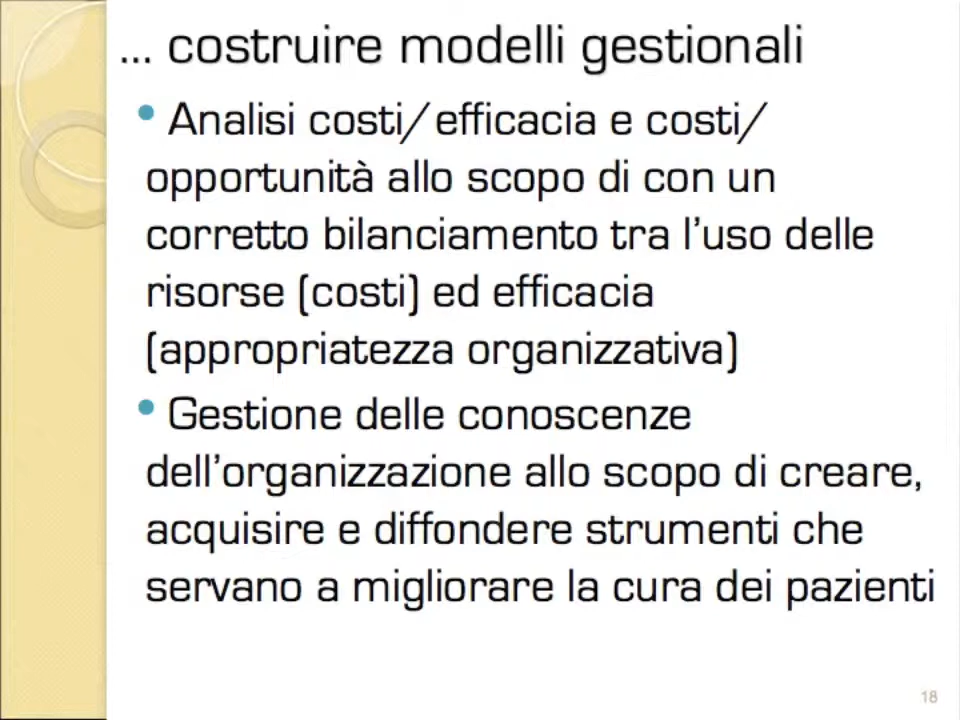 ... costruire modelli gestionali
• Analisi costi/efficacia e costi/
opportunità allo scopo di con un
corretto bilanciamento tra l’uso delle
risorse (costi) ed efficacia
(appropriatezza organizzativa)
• Gestione delle conoscenze
dell’organizzazione allo scopo di creare,
acquisire e diffondere strumenti che
servano a migliorare la cura dei pazienti
18